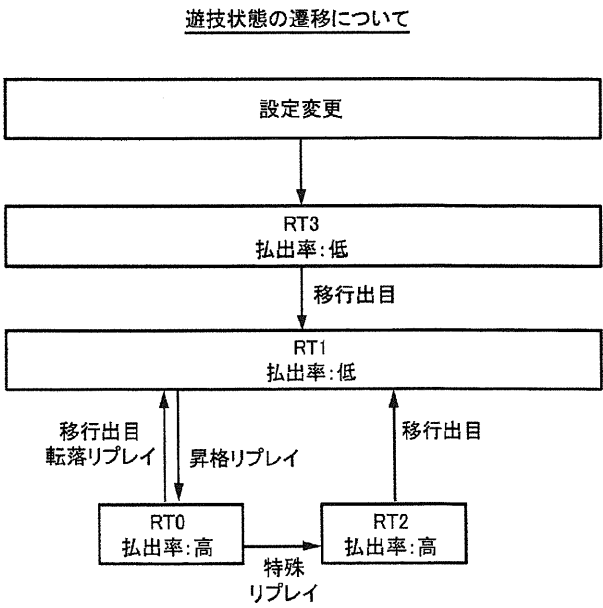 遊技状態の遷移について
設定変更
RT3
払出率:低
移行出目
RT1
払出率:低
移行出目
転落リプレイ
昇格リプレイ
移行出目
RT0
払出率:高
特殊
リプレイ
RT2
払出率:高